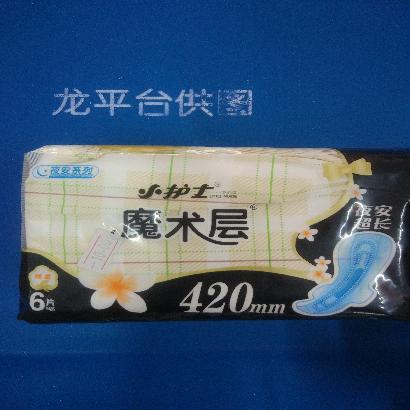 龙平台供图
夜安系列
小护士
魔术层
夜安
超长
420mm
6片装